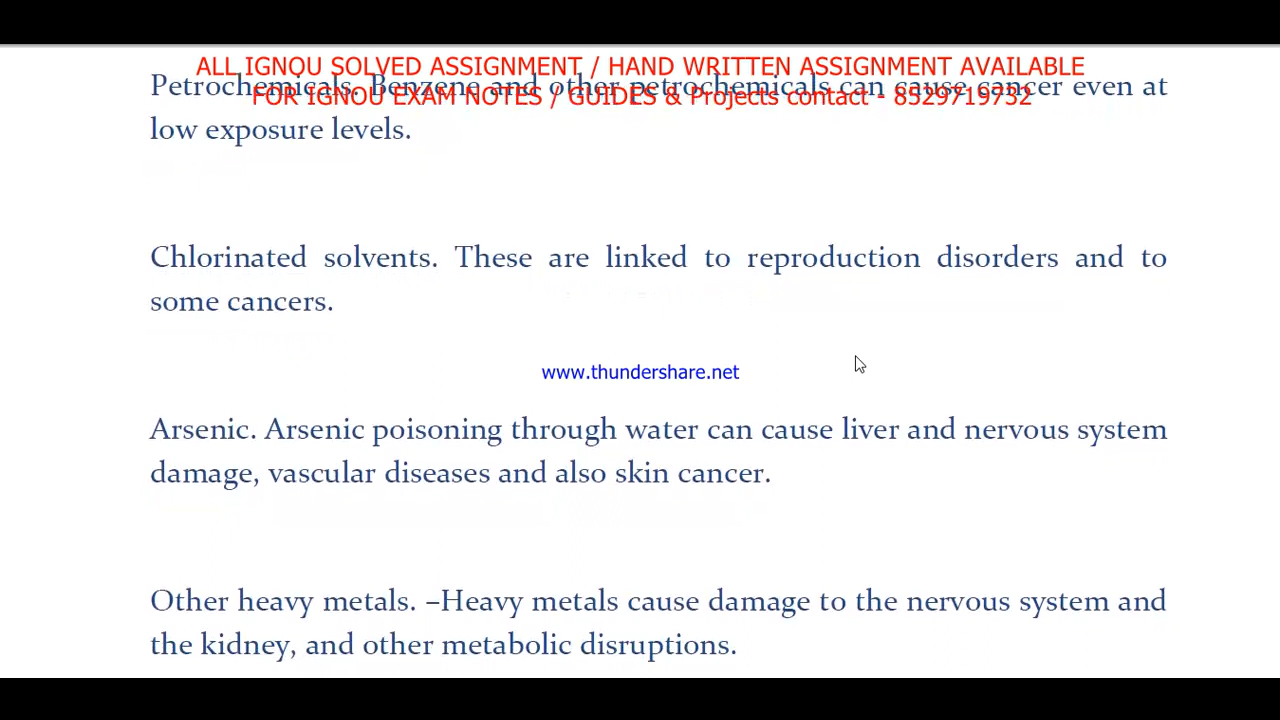 ALL IGNOU SOLVED ASSIGNMENT / HAND WRITTEN ASSIGNMENT AVAILABLE
Petrochemicals. Benzene and other petrochemicals can cause cancer even at
FOR IGNOU EXAM NOTES / GUIDES & Projects contact - 8529719732
low exposure levels.
Chlorinated solvents. These are linked to reproduction disorders and to
some cancers.
www.thundershare.net
Arsenic. Arsenic poisoning through water can cause liver and nervous system
damage, vascular diseases and also skin cancer.
Other heavy metals. –Heavy metals cause damage to the nervous system and
the kidney, and other metabolic disruptions.